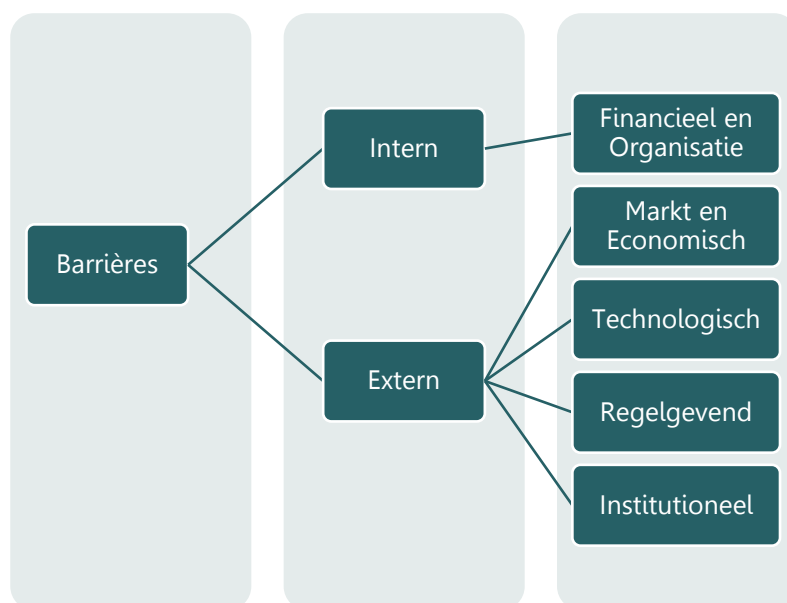 Barrières
Intern
Extern
Financieel en
Organisatie
Markt en
Economisch
Technologisch
Regelgevend
Institutioneel